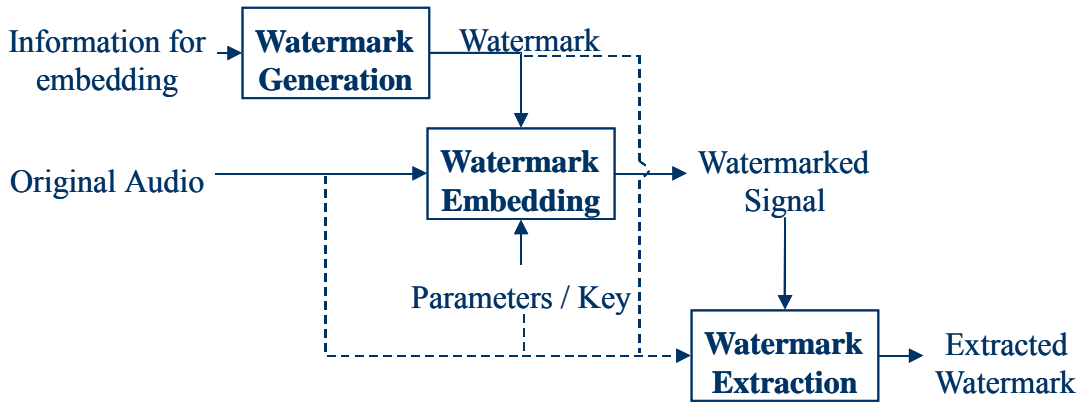 Information for
embedding
Watermark
Generation
Watermark
Original Audio
Watermark
Embedding
Watermarked
Signal
Parameters / Key
Watermark
Extraction
Extracted
Watermark